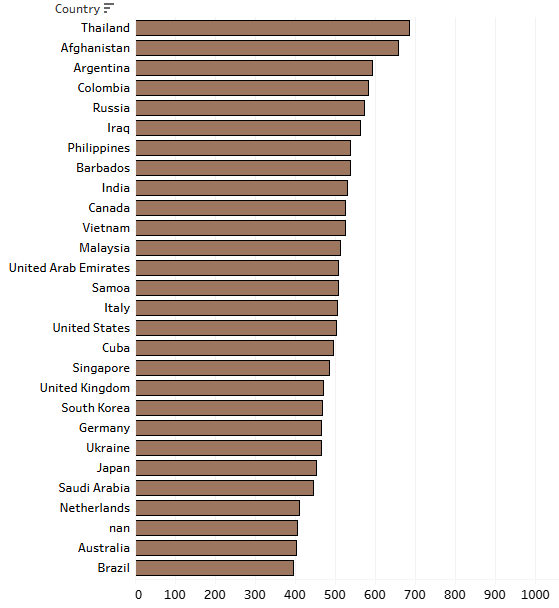 Country
Thailand
Afghanistan
Argentina
Colombia
Russia
Iraq
Philippines
Barbados
India
Canada
Vietnam
Malaysia
United Arab Emirates
Samoa
Italy
United States
Cuba
Singapore
United Kingdom
South Korea
Germany
Ukraine
Japan
Saudi Arabia
Netherlands
nan
Australia
Brazil
0 100 200 300 400 500 600 700 800 900 1000